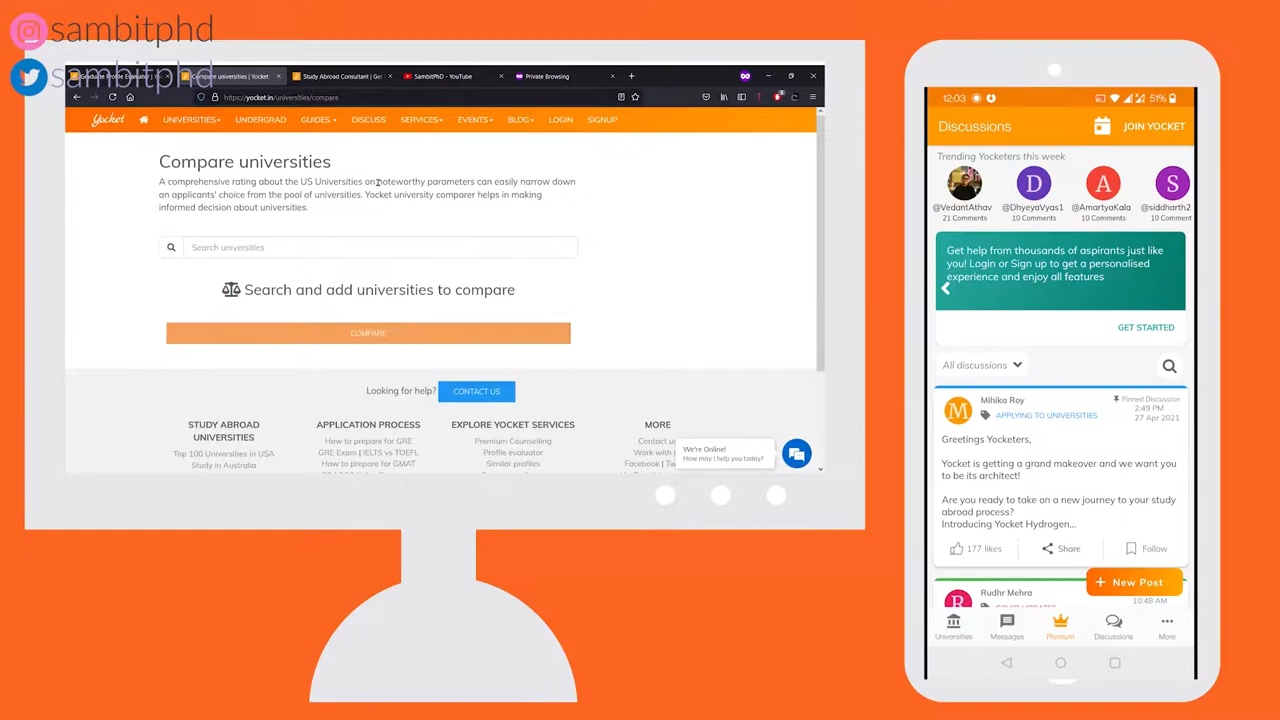 sambitphd
sambitphd
Compare universities | Yocket
Study Abroad Consultant | Ge
SambitPhD - YouTube
Private Browsing
https://yocket.in/universities/compare
Yocket
UNIVERSITIES
UNDERGRAD
GUIDES
DISCUSS
SERVICES
EVENTS
BLOG
LOGIN
SIGNUP
Compare universities
A comprehensive rating about the US Universities on noteworthy parameters can easily narrow down
an applicants' choice from the pool of universities. Yocket university comparer helps in making
informed decision about universities.
Search universities
Search and add universities to compare
COMPARE
Looking for help?
CONTACT US
STUDY ABROAD
UNIVERSITIES
Top 100 Universities in USA
Study in Australia
APPLICATION PROCESS
How to prepare for GRE
GRE Exam | IELTS vs TOEFL
How to prepare for GMAT
EXPLORE YOCKET SERVICES
Premium Counselling
Profile evaluator
Similar profiles
MORE
Contact u
Work with
Facebook | Tw
We're Online!
How may I help you today?
12:03
51%
Discussions
JOIN YOCKET
Trending Yocketers this week
D
A
S
@VedantAthav
@DhyeyaVyas1
@AmartyaKala
@siddharth2
21 Comments
10 Comments
10 Comments
10 Comment
Get help from thousands of aspirants just like
you! Login or Sign up to get a personalised
experience and enjoy all features
GET STARTED
All discussions
M
Mihika Roy
APPLYING TO UNIVERSITIES
Pinned Discussion
2:49 PM
27 Apr 2021
Greetings Yocketers,
Yocket is getting a grand makeover and we want you
to be its architect!
Are you ready to take on a new journey to your study
abroad process?
Introducing Yocket Hydrogen...
177 likes
Share
Follow
+ New Post
R
Rudhr Mehra
10:48 AM
Universities
Messages
Premium
Discussions
More